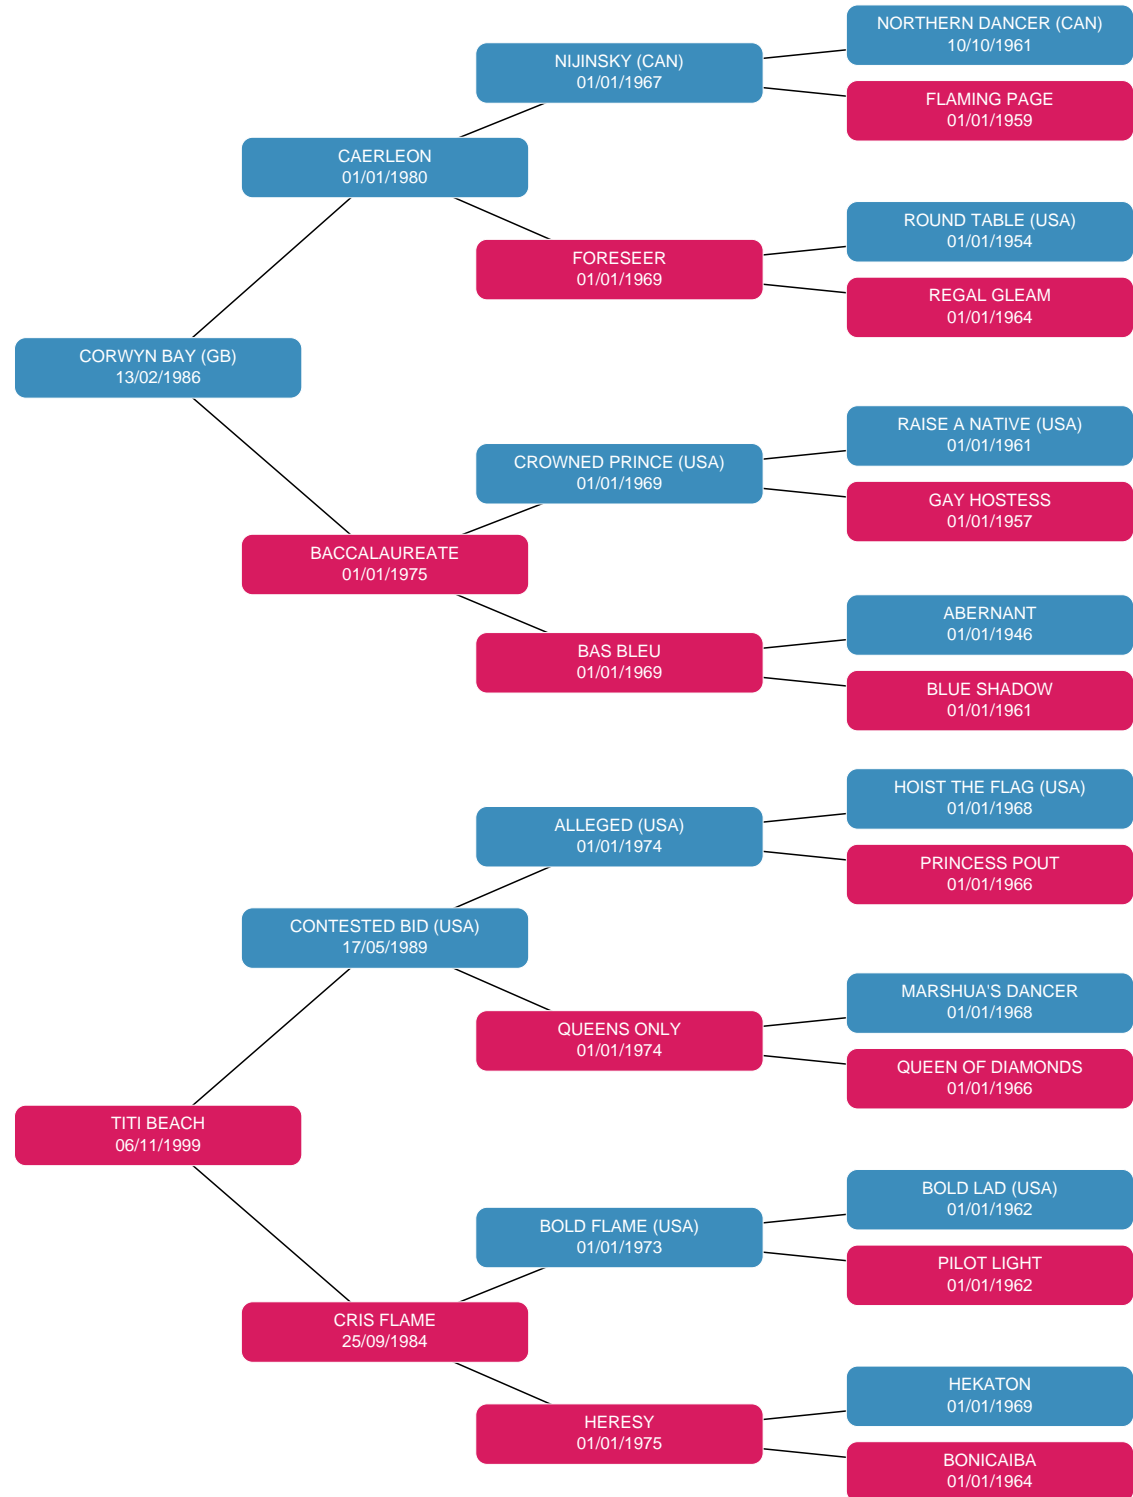 NORTHERN DANCER (CAN)
10/10/1961
NIJINSKY (CAN)
01/01/1967
FLAMING PAGE
01/01/1959
CAERLEON
01/01/1980
ROUND TABLE (USA)
01/01/1954
FORESEER
01/01/1969
REGAL GLEAM
01/01/1964
CORWYN BAY (GB)
13/02/1986
RAISE A NATIVE (USA)
01/01/1961
CROWNED PRINCE (USA)
01/01/1969
GAY HOSTESS
01/01/1957
BACCALAUREATE
01/01/1975
ABERNANT
01/01/1946
BAS BLEU
01/01/1969
BLUE SHADOW
01/01/1961
HOIST THE FLAG (USA)
01/01/1968
ALLEGED (USA)
01/01/1974
PRINCESS POUT
01/01/1966
CONTESTED BID (USA)
17/05/1989
MARSHUA'S DANCER
01/01/1968
QUEENS ONLY
01/01/1974
QUEEN OF DIAMONDS
01/01/1966
TITI BEACH
06/11/1999
BOLD LAD (USA)
01/01/1962
BOLD FLAME (USA)
01/01/1973
PILOT LIGHT
01/01/1962
CRIS FLAME
25/09/1984
HEKATON
01/01/1969
HERESY
01/01/1975
BONICAIBA
01/01/1964